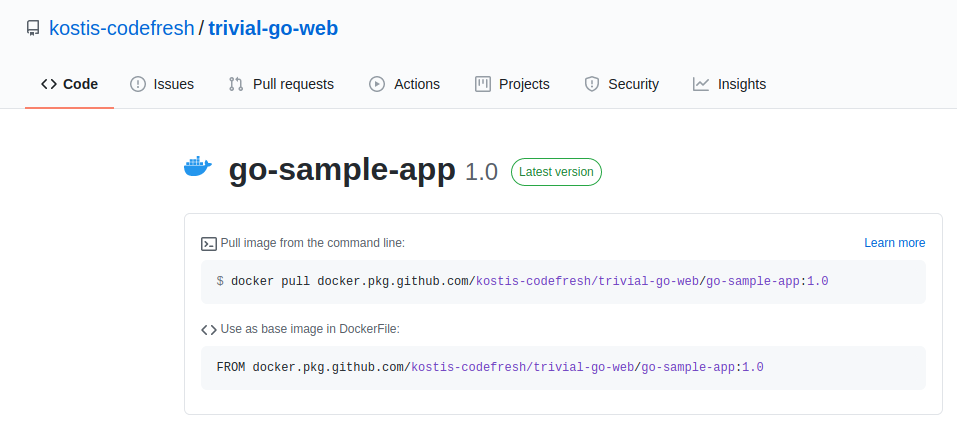 kostis-codefresh / trivial-go-web
Code Issues Pull requests Actions Projects Security Insights
go-sample-app 1.0 Latest version
Pull image from the command line: Learn more
$ docker pull docker.pkg.github.com/kostis-codefresh/trivial-go-web/go-sample-app:1.0
Use as base image in DockerFile:
FROM docker.pkg.github.com/kostis-codefresh/trivial-go-web/go-sample-app:1.0